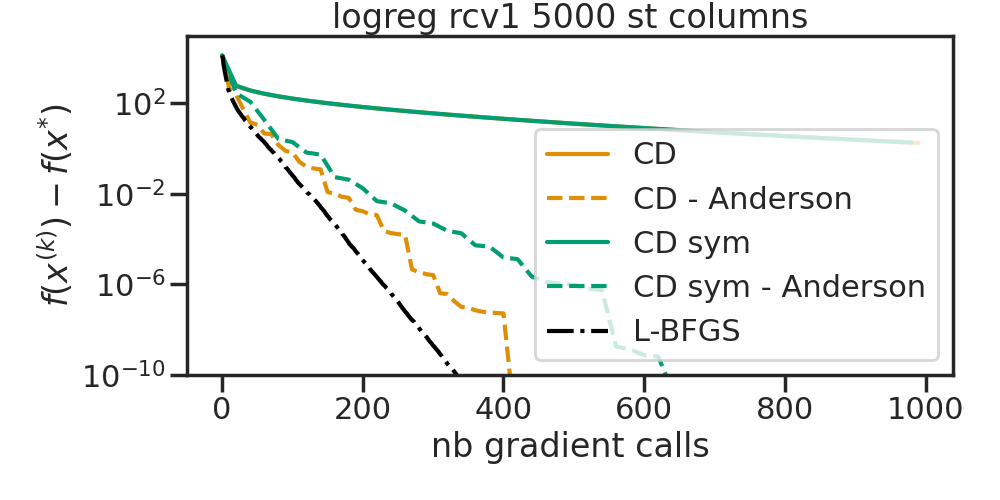 logreg rcv1 5000 st columns
f(x^{(k)}) − f(x^*)
10^2
10^{−2}
10^{−6}
10^{−10}
CD
CD - Anderson
CD sym
CD sym - Anderson
L-BFGS
0 200 400 600 800 1000
nb gradient calls